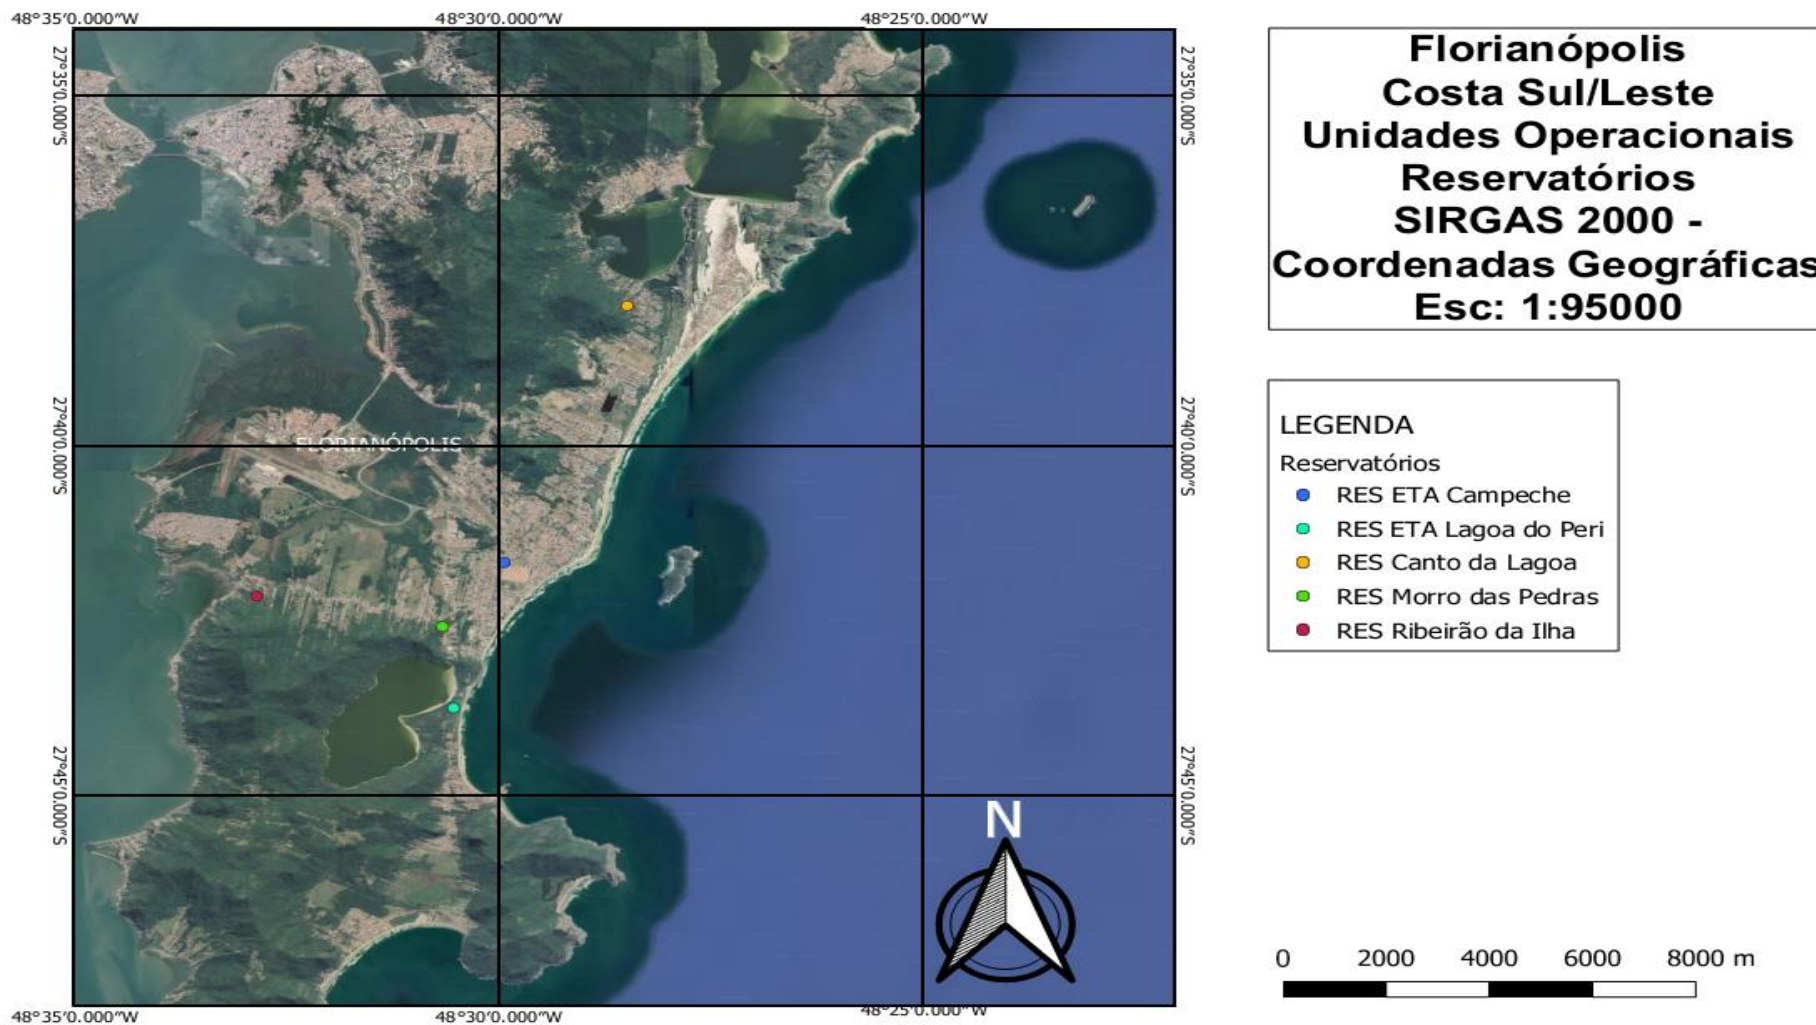 48°35'0.000"W
48°30'0.000"W
48°25'0.000"W
27°35'0.000"S
27°35'0.000"S
27°40'0.000"S
27°40'0.000"S
27°45'0.000"S
27°45'0.000"S
FLORIANÓPOLIS
N
48°35'0.000"W
48°30'0.000"W
48°25'0.000"W
Florianópolis
Costa Sul/Leste
Unidades Operacionais
Reservatórios
SIRGAS 2000 -
Coordenadas Geográficas
Esc: 1:95000
LEGENDA
Reservatórios
RES ETA Campeche
RES ETA Lagoa do Peri
RES Canto da Lagoa
RES Morro das Pedras
RES Ribeirão da Ilha
0 2000 4000 6000 8000 m